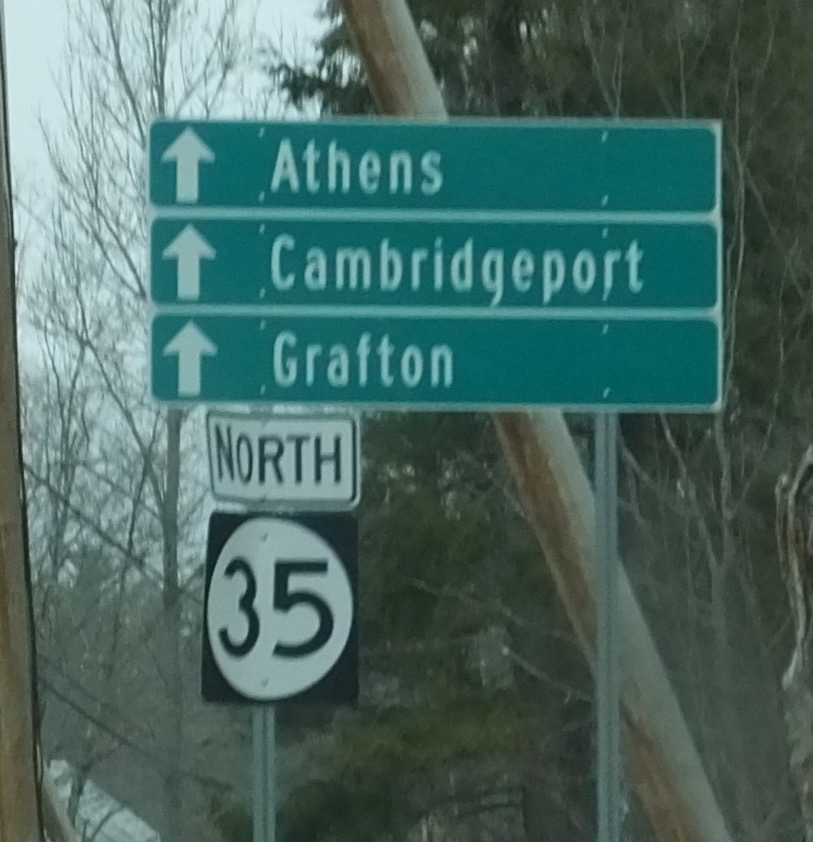 Athens
Cambridgeport
Grafton
NORTH
35